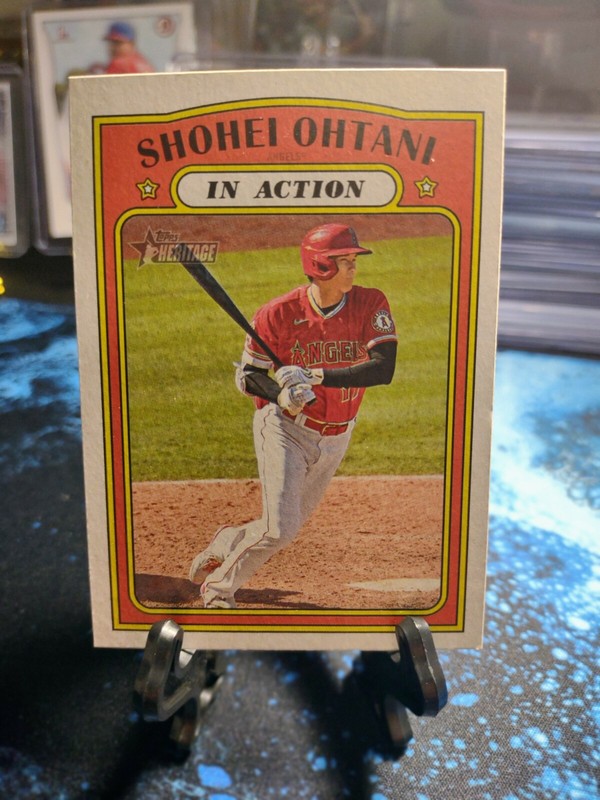 SHOHEI OHTANI
ANGELS
IN ACTION
Topps
HERITAGE
ANGELS
A